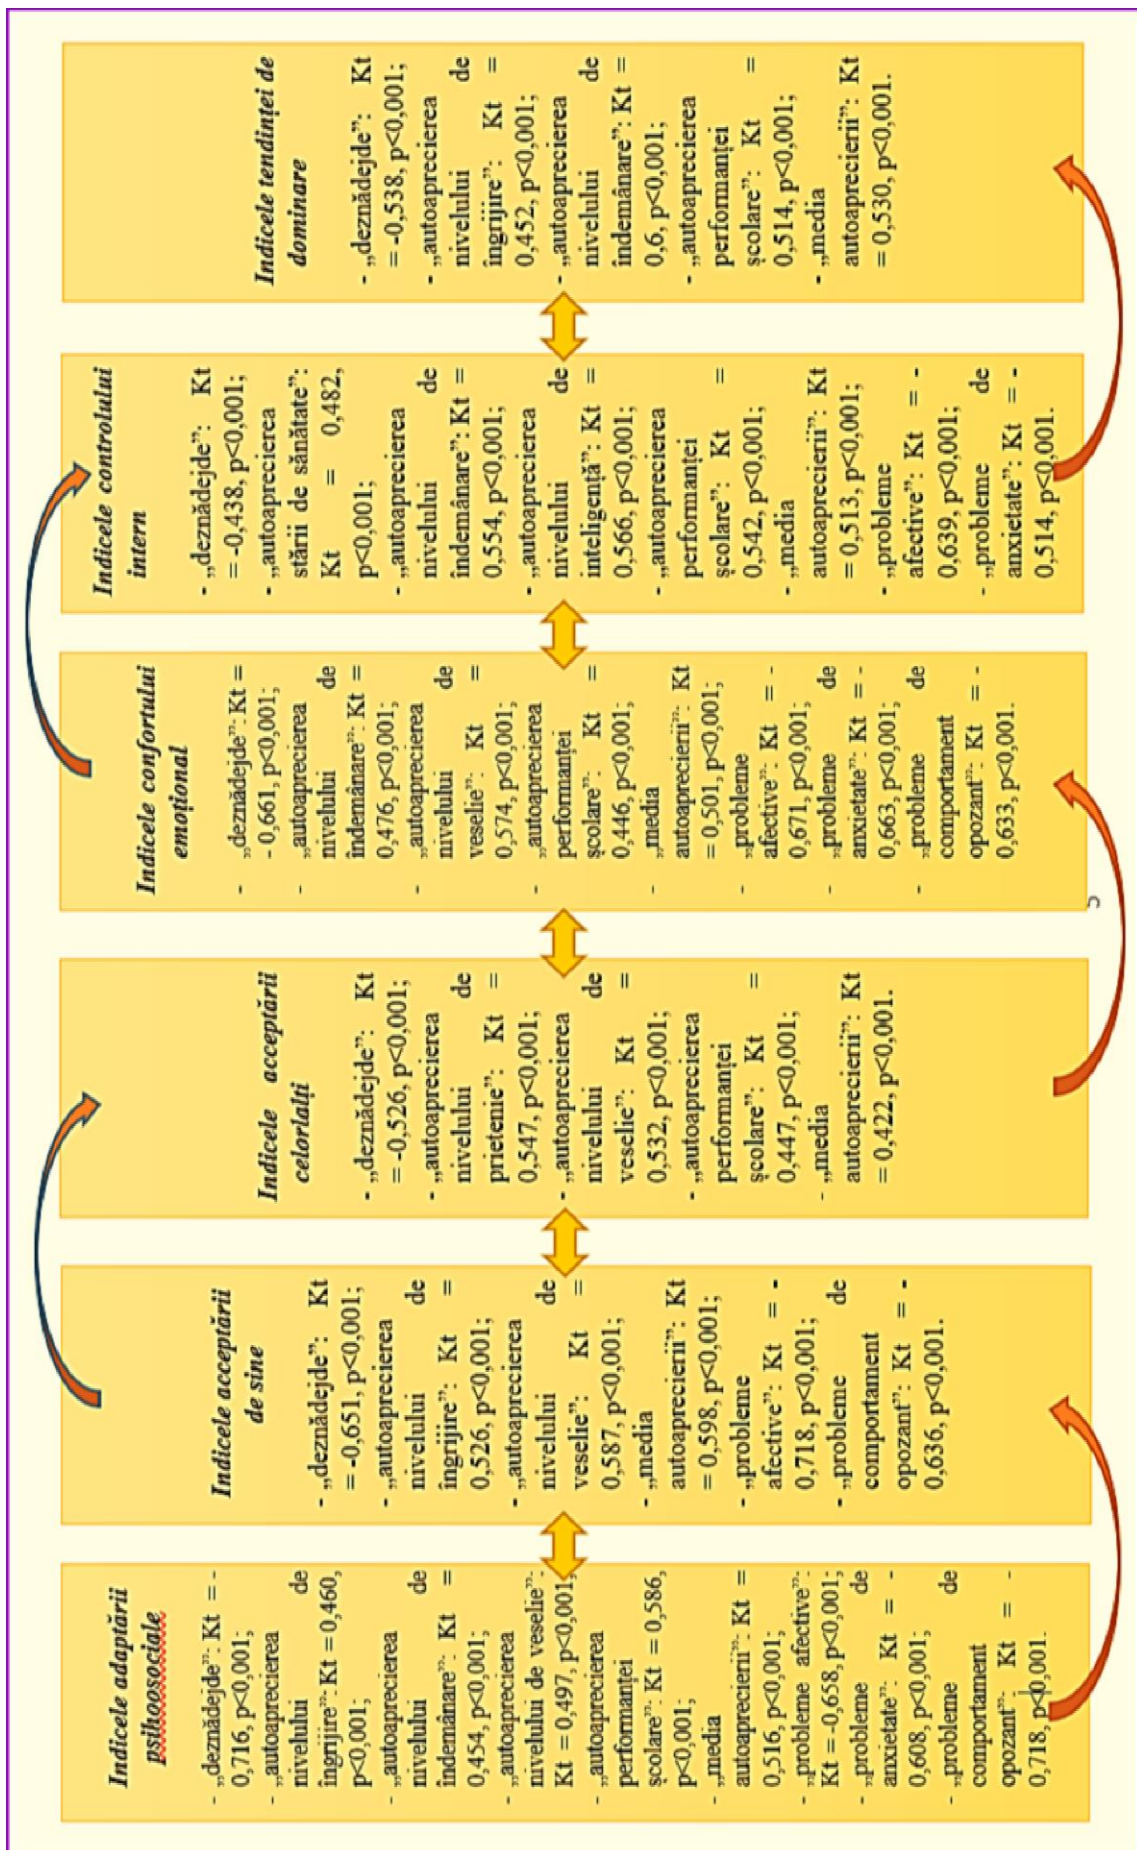 Indicele adaptării
psihoosociale
- „deznădejde”: Kt = -
0,716, p<0,001;
- „autoaprecierea
nivelului de
îngrijire”: Kt = 0,460,
p<0,001;
- „autoaprecierea
nivelului de
îndemânare”: Kt =
0,454, p<0,001;
- „autoaprecierea
nivelului de veselie”:
Kt = 0,497, p<0,001;
- „autoaprecierea
performanței
școlare”: Kt = 0,586,
p<0,001;
- „media
autoaprecierii”: Kt =
0,516, p<0,001;
- „probleme afective”:
Kt = -0,658, p<0,001;
- „probleme de
anxietate”: Kt = -
0,608, p<0,001;
- „probleme de
comportament
opozant”: Kt = -
0,718, p<0,001.
Indicele acceptării
de sine
- „deznădejde”: Kt
= -0,651, p<0,001;
- „autoaprecierea
nivelului de
îngrijire”: Kt =
0,526, p<0,001;
- „autoaprecierea
nivelului de
veselie”: Kt =
0,587, p<0,001;
- „media
autoaprecierii”: Kt
= 0,598, p<0,001;
- „probleme
afective”: Kt = -
0,718, p<0,001;
- „probleme de
comportament
opozant”: Kt = -
0,636, p<0,001.
Indicele acceptării
celorlalți
- „deznădejde”: Kt
= -0,526, p<0,001;
- „autoaprecierea
nivelului de
prietenie”: Kt =
0,547, p<0,001;
- „autoaprecierea
nivelului de
veselie”: Kt =
0,532, p<0,001;
- „autoaprecierea
performanței
școlare”: Kt =
0,447, p<0,001;
- „media
autoaprecierii”: Kt
= 0,422, p<0,001.
Indicele confortului
emoțional
- „deznădejde”: Kt =
- 0,661, p<0,001;
- „autoaprecierea
nivelului de
îndemânare”: Kt =
0,476, p<0,001;
- „autoaprecierea
nivelului de
veselie”: Kt =
0,574, p<0,001;
- „autoaprecierea
performanței
școlare”: Kt =
0,446, p<0,001;
- „media
autoaprecierii”: Kt
= 0,501, p<0,001;
- „probleme
afective”: Kt = -
0,671, p<0,001;
- „probleme de
anxietate”: Kt = -
0,663, p<0,001;
- „probleme de
comportament
opozant”: Kt = -
0,633, p<0,001.
5
Indicele controlului
intern
- „deznădejde”: Kt
= -0,438, p<0,001;
- „autoaprecierea
stării de sănătate”:
Kt = 0,482,
p<0,001;
- „autoaprecierea
nivelului de
îndemânare”: Kt =
0,554, p<0,001;
- „autoaprecierea
nivelului de
inteligență”: Kt =
0,566, p<0,001;
- „autoaprecierea
performanței
școlare”: Kt =
0,542, p<0,001;
- „media
autoaprecierii”: Kt
= 0,513, p<0,001;
- „probleme
afective”: Kt = -
0,639, p<0,001;
- „probleme de
anxietate”: Kt = -
0,514, p<0,001.
Indicele tendinței de
dominare
- „deznădejde”: Kt
= -0,538, p<0,001;
- „autoaprecierea
nivelului de
îngrijire”: Kt =
0,452, p<0,001;
- „autoaprecierea
nivelului de
îndemânare”: Kt =
0,6, p<0,001;
- „autoaprecierea
performanței
școlare”: Kt =
0,514, p<0,001;
- „media
autoaprecierii”: Kt
= 0,530, p<0,001.